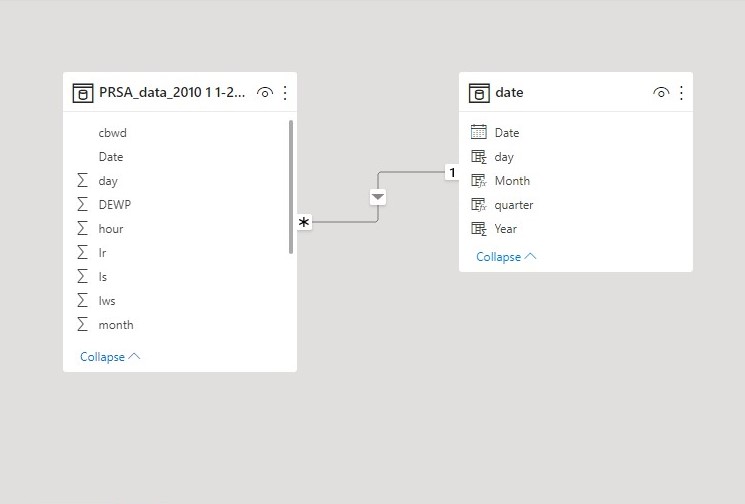 PRSA_data_2010 1 1-2...
cbwd
Date
day
DEWP
hour
Ir
Is
Iws
month
Collapse
*
1
date
Date
day
Month
quarter
Year
Collapse